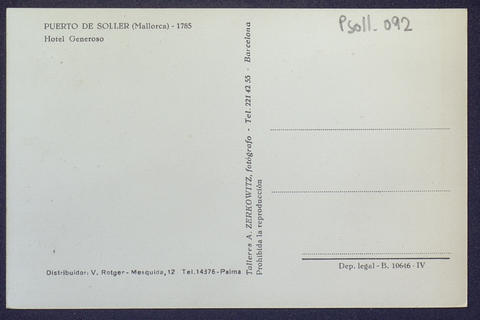 PUERTO DE SOLLER (Mallorca) - 1785
Hotel Generoso
Psoll_092
Talleres A. ZERKOWITZ, fotógrafo - Tel. 221 42 55 - Barcelona
Prohibida la reproducción
Distribuidor: V. Rotger - Mesquida, 12 Tel. 14376-Palma
Dep. legal - B. 10646 - IV